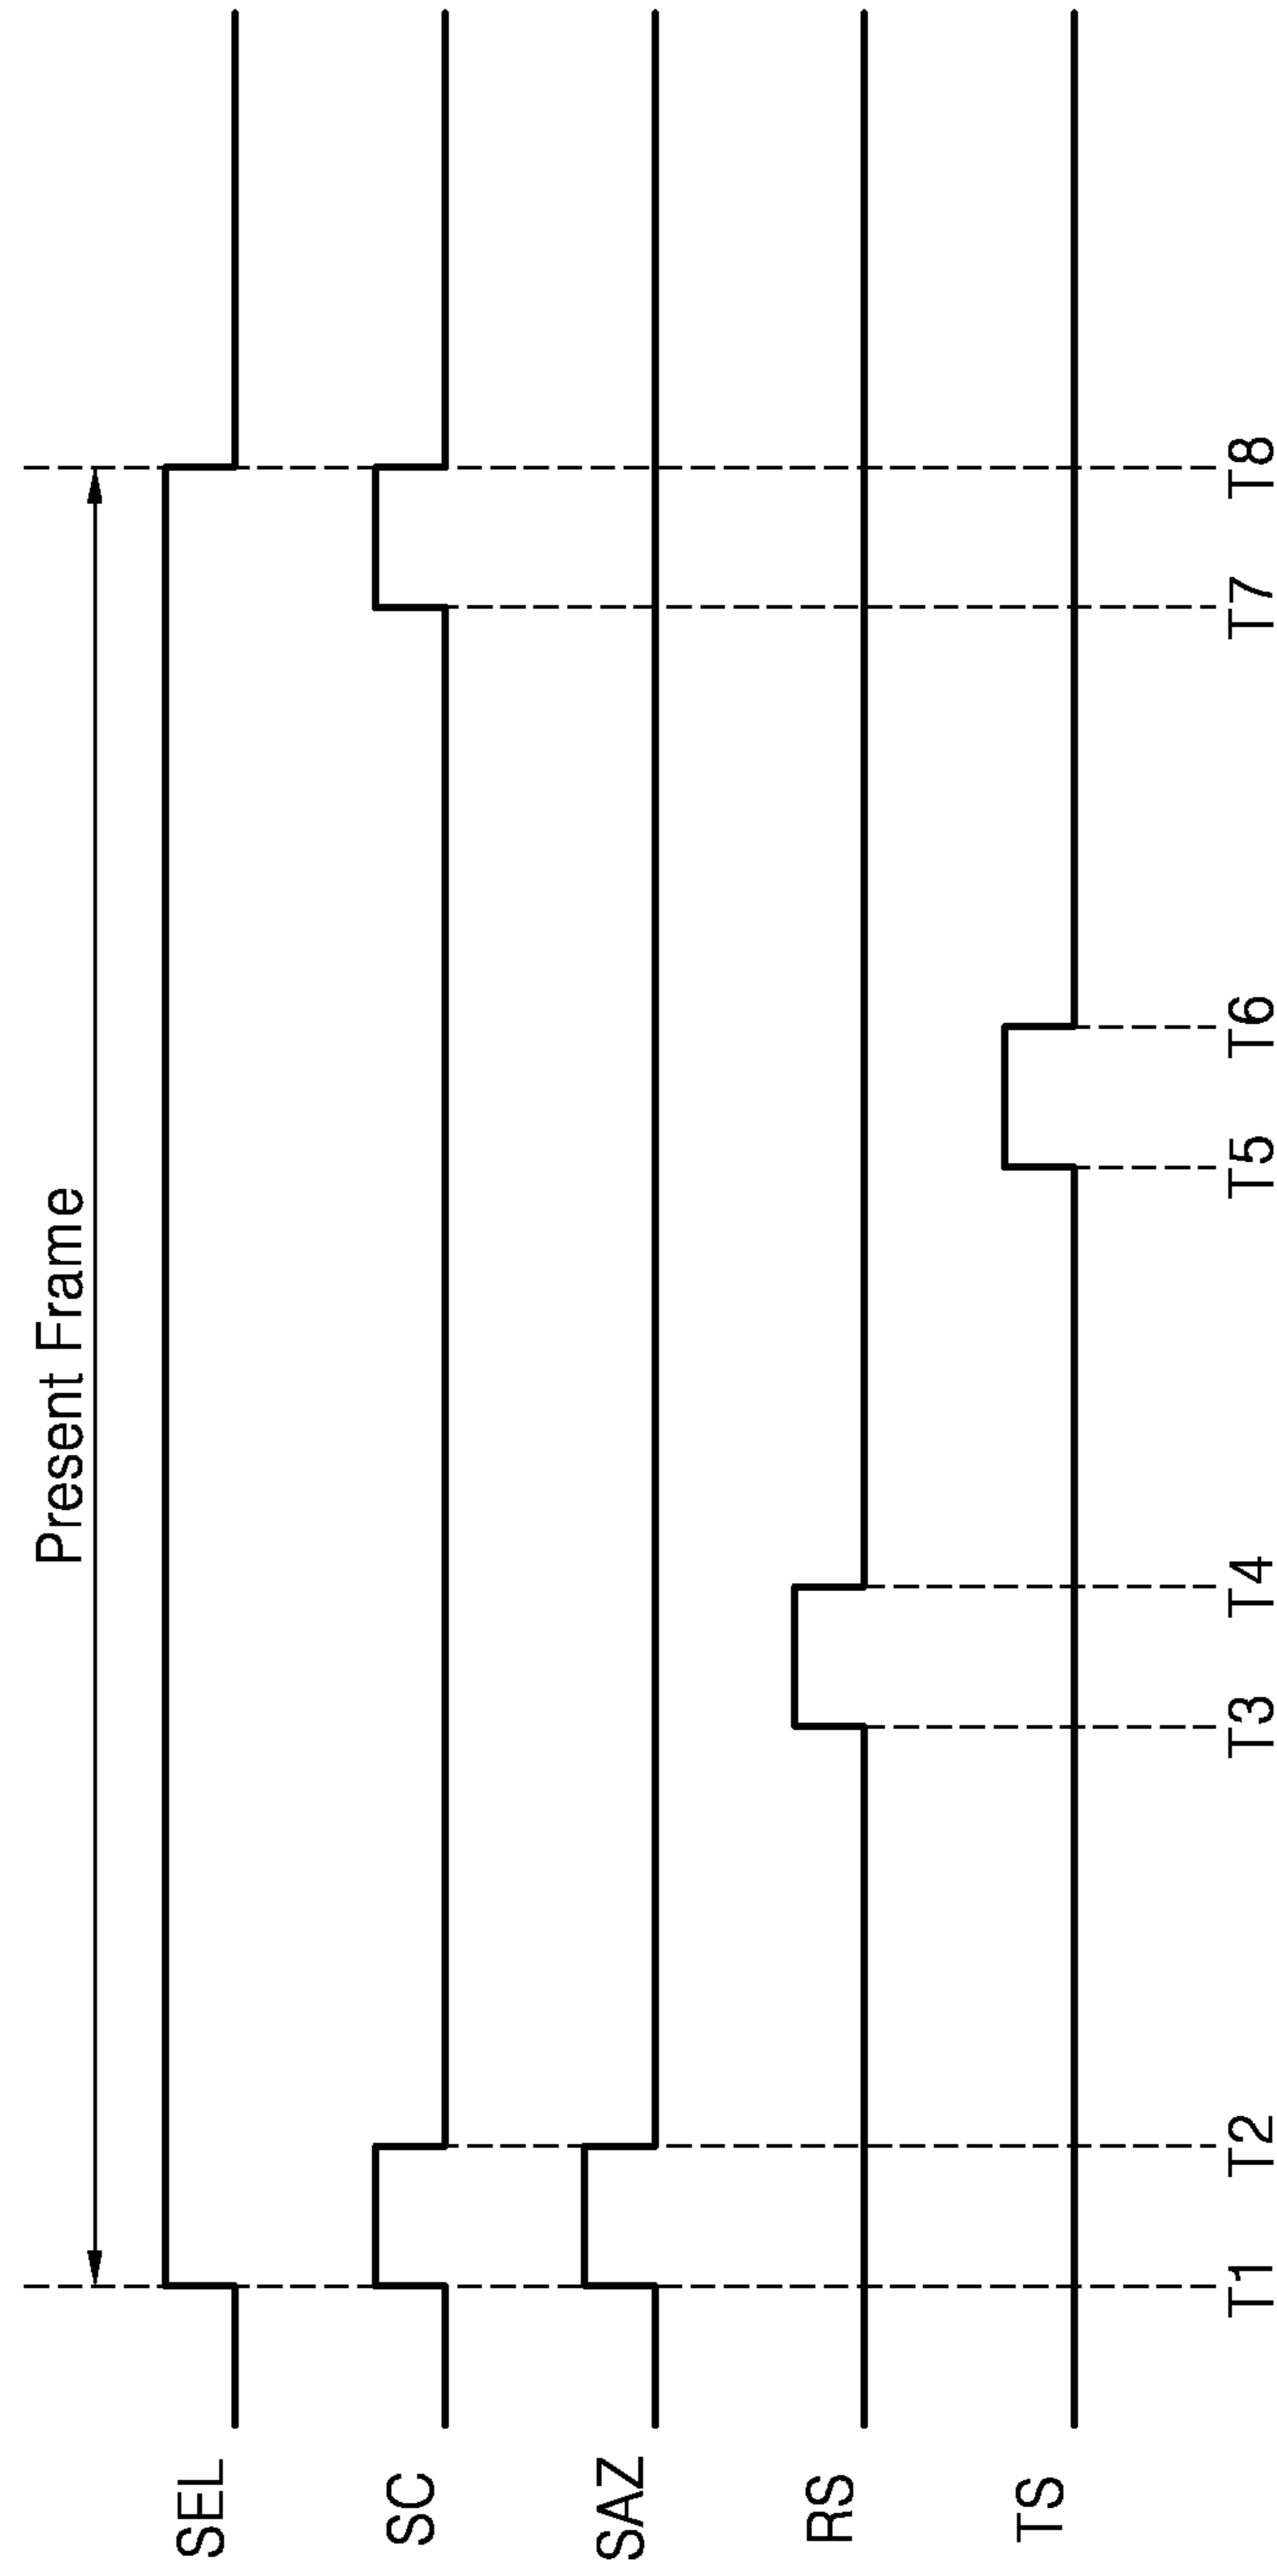 Present Frame
SEL
SC
SAZ
RS
TS
T1 T2 T3 T4 T5 T6 T7 T8